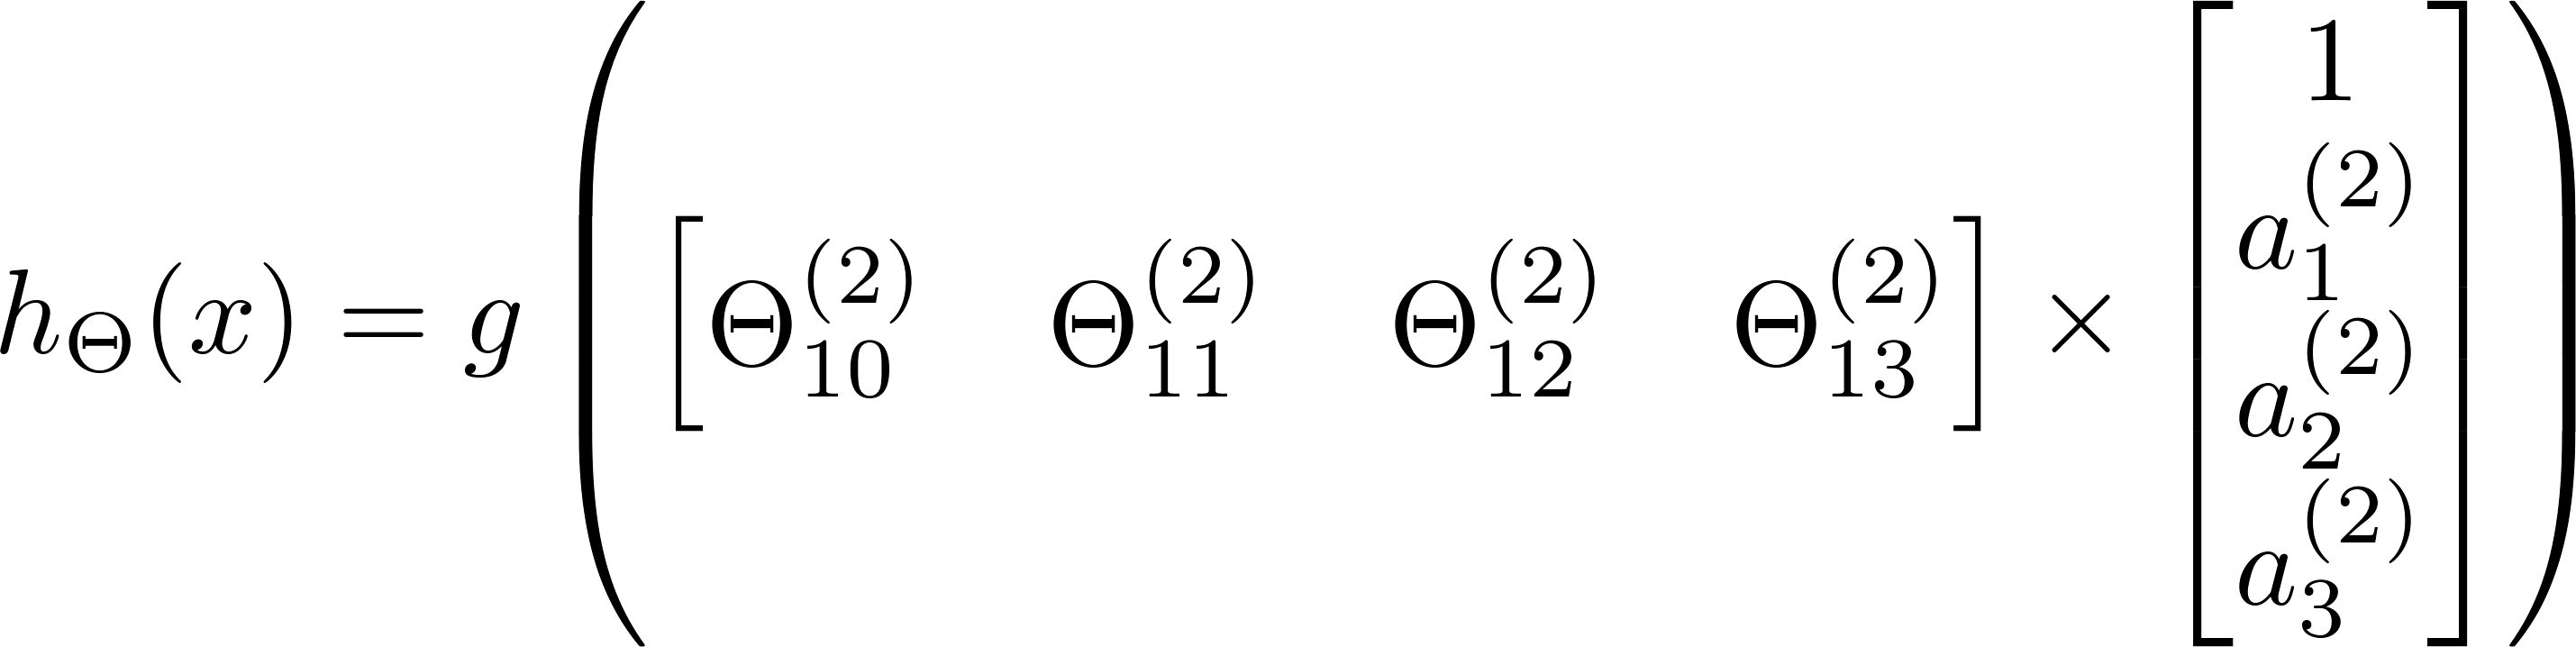 h_Θ(x) = g ( [ Θ_{10}^{(2)} Θ_{11}^{(2)} Θ_{12}^{(2)} Θ_{13}^{(2)} ] × [ 1 a_1^{(2)} a_2^{(2)} a_3^{(2)} ] )